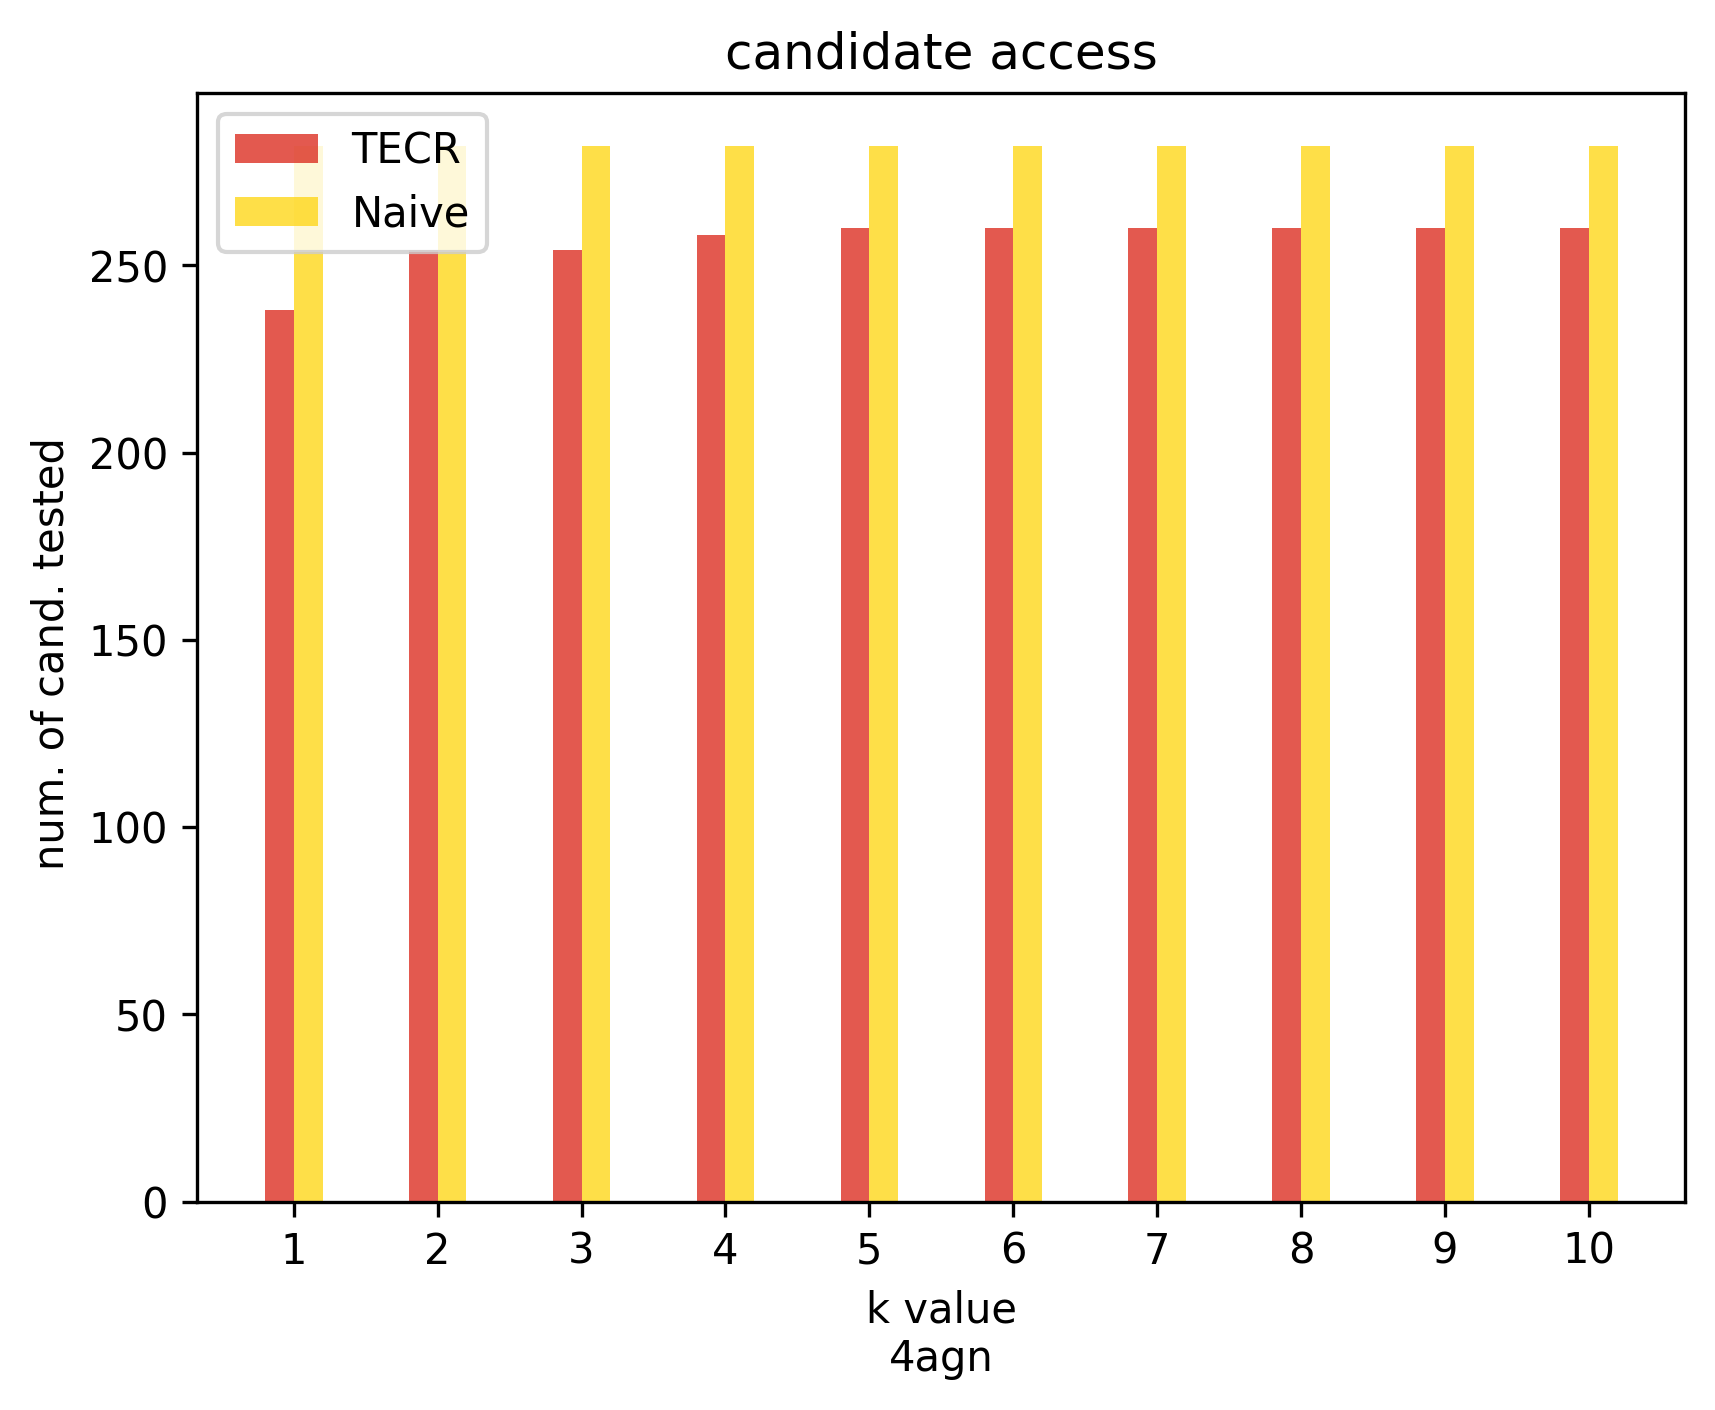 candidate access
TECR
Naive
250
200
150
100
50
0
num. of cand. tested
1 2 3 4 5 6 7 8 9 10
k value
4agn